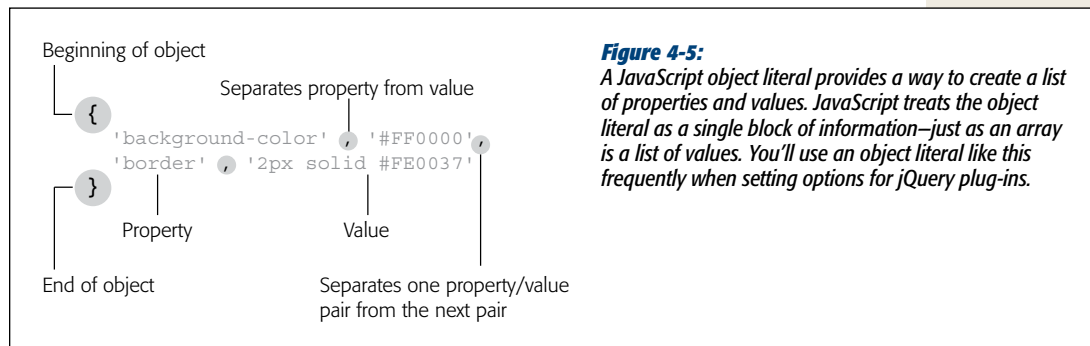 Beginning of object
Separates property from value
{
'background-color' , '#FF0000',
'border' , '2px solid #FE0037'
}
Property
Value
End of object
Separates one property/value
pair from the next pair
Figure 4-5:
A JavaScript object literal provides a way to create a list
of properties and values. JavaScript treats the object
literal as a single block of information—just as an array
is a list of values. You'll use an object literal like this
frequently when setting options for jQuery plug-ins.